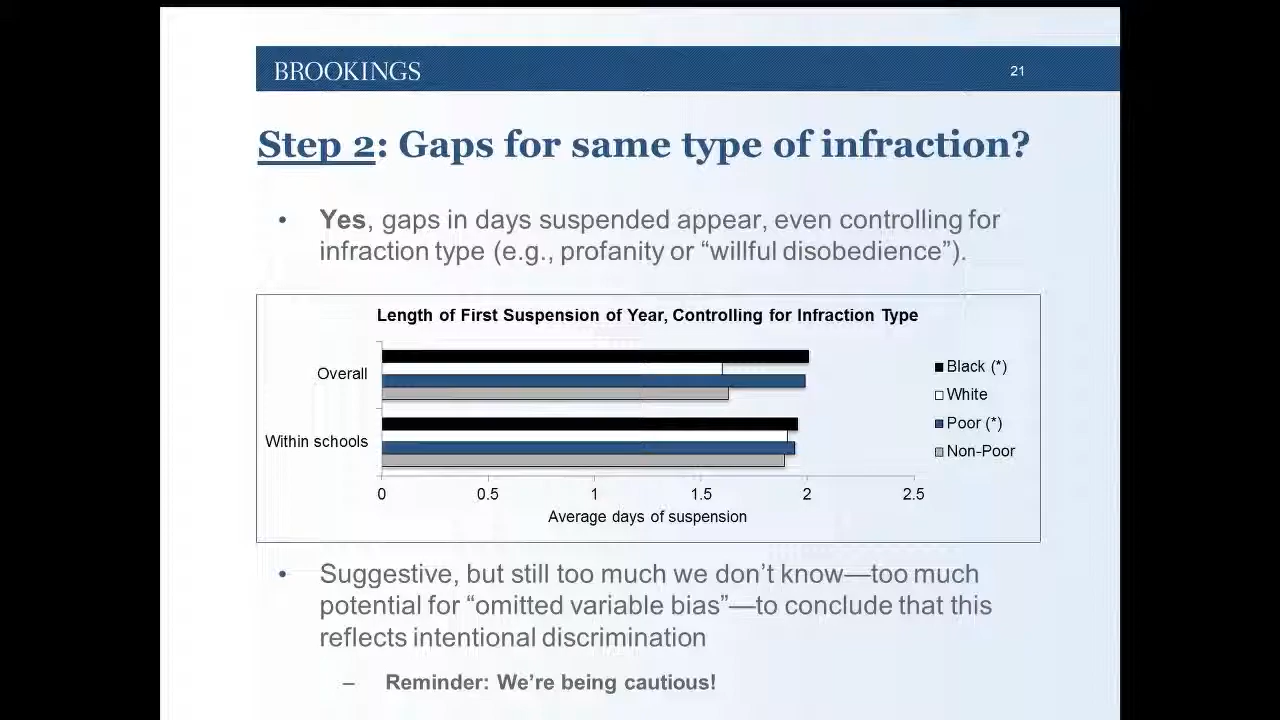 BROOKINGS
21
Step 2: Gaps for same type of infraction?
• Yes, gaps in days suspended appear, even controlling for
infraction type (e.g., profanity or “willful disobedience”).
Length of First Suspension of Year, Controlling for Infraction Type
Overall
Within schools
Black (*)
White
Poor (*)
Non-Poor
0 0.5 1 1.5 2 2.5
Average days of suspension
• Suggestive, but still too much we don’t know—too much
potential for “omitted variable bias”—to conclude that this
reflects intentional discrimination
– Reminder: We’re being cautious!